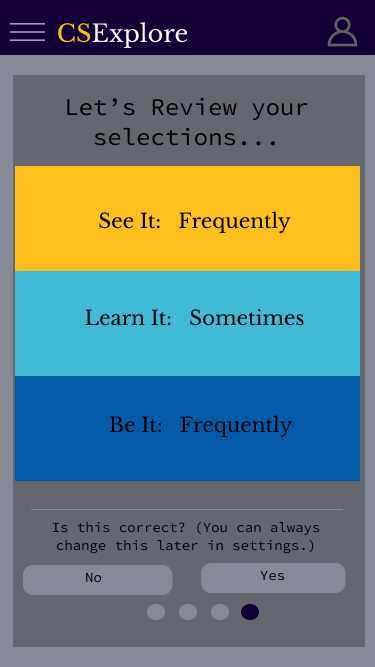 CSExplore
Let’s Review your
selections...
See It: Frequently
Learn It: Sometimes
Be It: Frequently
Is this correct? (You can always
change this later in settings.)
No Yes